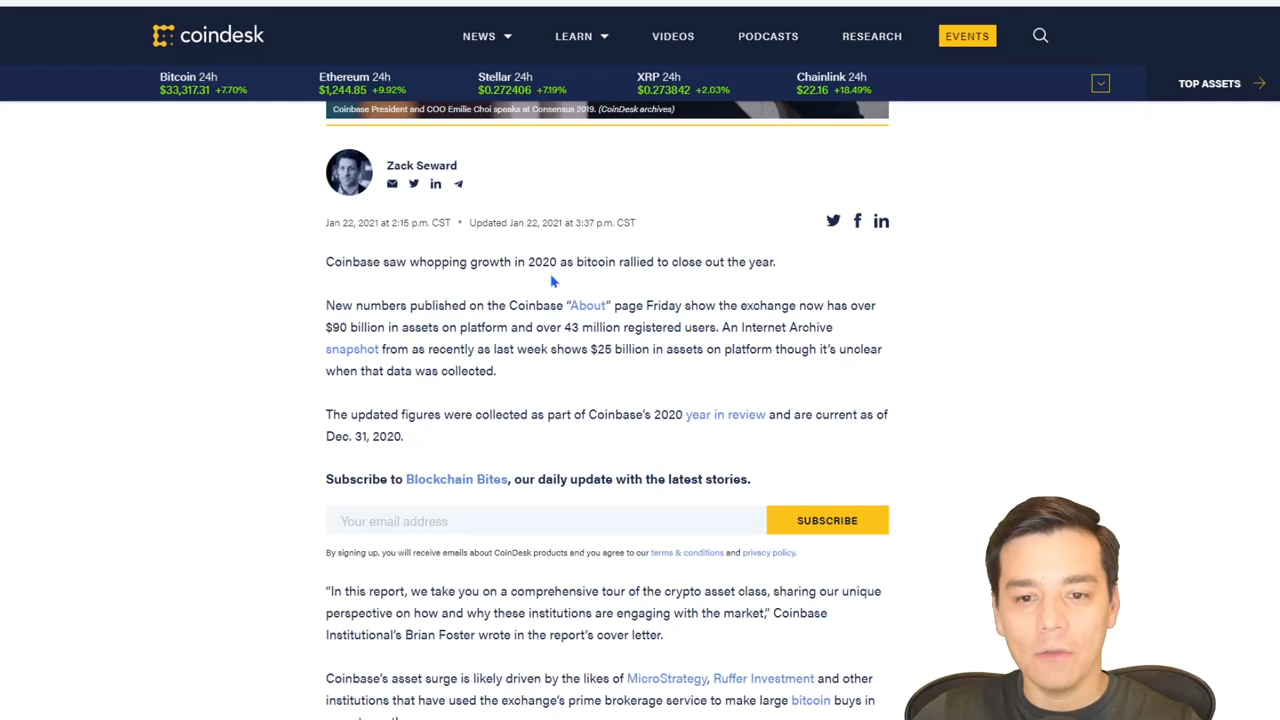 coindesk
NEWS LEARN VIDEOS PODCASTS RESEARCH EVENTS
Bitcoin 24h Ethereum 24h Stellar 24h XRP 24h Chainlink 24h
$33,317.31 +7.70% $1,244.85 +9.92% $0.272406 +7.19% $0.273842 +2.03% $22.16 +18.49% TOP ASSETS
Coinbase President and COO Emilie Choi speaks at Consensus 2019. (CoinDesk archives)
Zack Seward
Jan 22, 2021 at 2:15 p.m. CST • Updated Jan 22, 2021 at 3:37 p.m. CST
Coinbase saw whopping growth in 2020 as bitcoin rallied to close out the year.
New numbers published on the Coinbase “About” page Friday show the exchange now has over
$90 billion in assets on platform and over 43 million registered users. An Internet Archive
snapshot from as recently as last week shows $25 billion in assets on platform though it’s unclear
when that data was collected.
The updated figures were collected as part of Coinbase’s 2020 year in review and are current as of
Dec. 31, 2020.
Subscribe to Blockchain Bites, our daily update with the latest stories.
Your email address SUBSCRIBE
By signing up, you will receive emails about CoinDesk products and you agree to our terms & conditions and privacy policy.
“In this report, we take you on a comprehensive tour of the crypto asset class, sharing our unique
perspective on how and why these institutions are engaging with the market,” Coinbase
Institutional’s Brian Foster wrote in the report’s cover letter.
Coinbase’s asset surge is likely driven by the likes of MicroStrategy, Ruffer Investment and other
institutions that have used the exchange’s prime brokerage service to make large bitcoin buys in